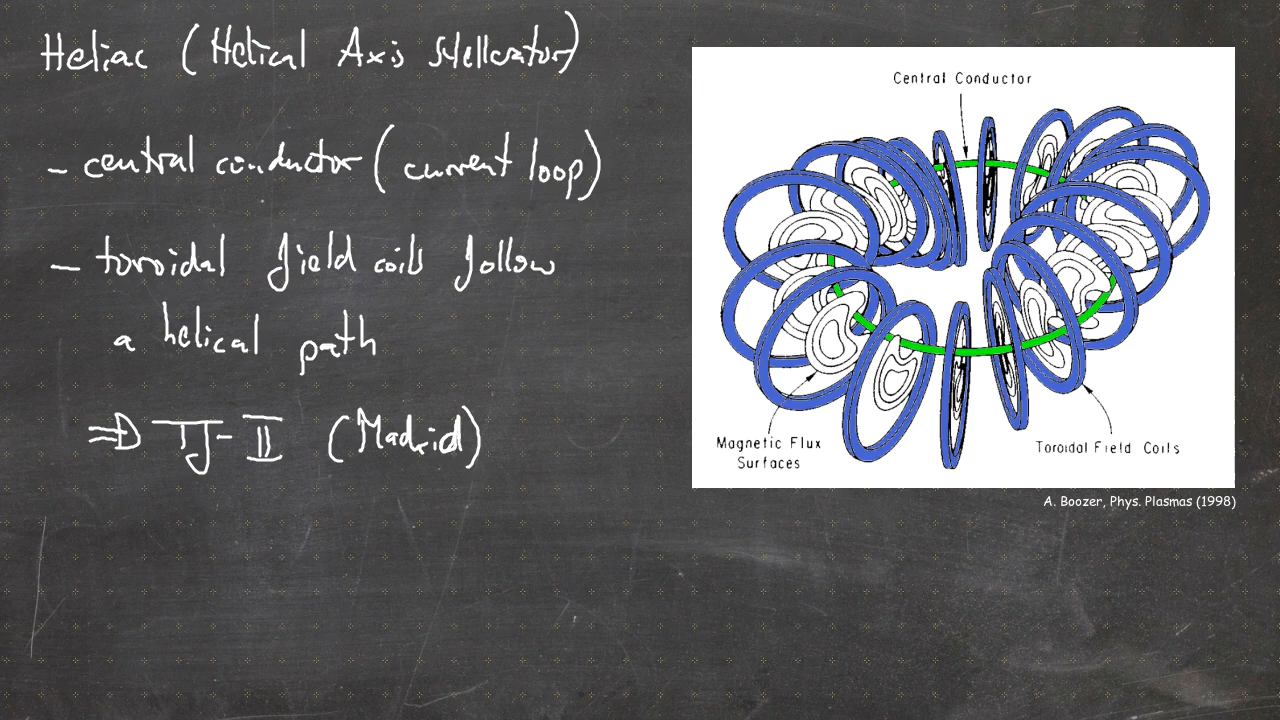 Heliac (Helical Axis Stellerator)
- central conductor (current loop)
- toroidal field coils follow
a helical path
⇒ TJ-II (Madrid)
Central Conductor
Magnetic Flux
Surfaces
Toroidal Field Coils
A. Boozer, Phys. Plasmas (1998)